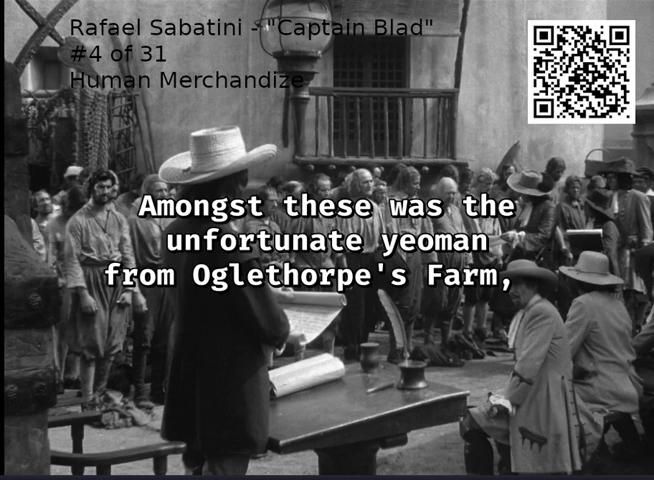 Rafael Sabatini - "Captain Blad"
#4 of 31
Human Merchandize
Amongst these was the
unfortunate yeoman
from Oglethorpe's Farm,